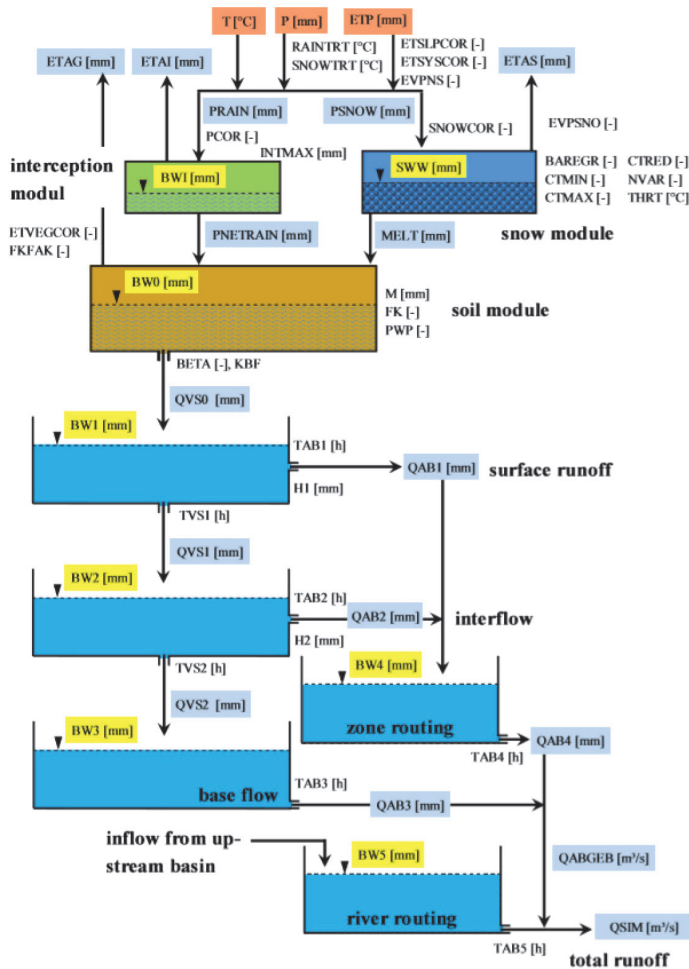 T [°C]
P [mm]
ETP [mm]
ETAG [mm]
ETAI [mm]
RAINTRT [°C]
SNOWTRT [°C]
ETSLPCOR [-]
ETSYSCOR [-]
EVPNS [-]
ETAS [mm]
PRAIN [mm]
PSNOW [mm]
PCOR [-]
SNOWCOR [-]
EVPSNO [-]
interception
modul
INTMAX [mm]
BWI [mm]
SWW [mm]
BAREGR [-]
CTMIN [-]
CTMAX [-]
CTRED [-]
NVAR [-]
THRT [°C]
ETVEGCOR [-]
FKFAK [-]
PNETRAIN [mm]
MELT [mm]
snow module
BW0 [mm]
M [mm]
FK [-]
PWP [-]
soil module
BETA [-], KBF
QVS0 [mm]
BW1 [mm]
TAB1 [h]
QAB1 [mm]
surface runoff
H1 [mm]
TVS1 [h]
QVS1 [mm]
BW2 [mm]
TAB2 [h]
QAB2 [mm]
interflow
H2 [mm]
TVS2 [h]
BW4 [mm]
QVS2 [mm]
BW3 [mm]
zone routing
QAB4 [mm]
TAB4 [h]
base flow
TAB3 [h]
QAB3 [mm]
inflow from up-
stream basin
BW5 [mm]
QABGEB [m³/s]
river routing
QSIM [m³/s]
TAB5 [h]
total runoff